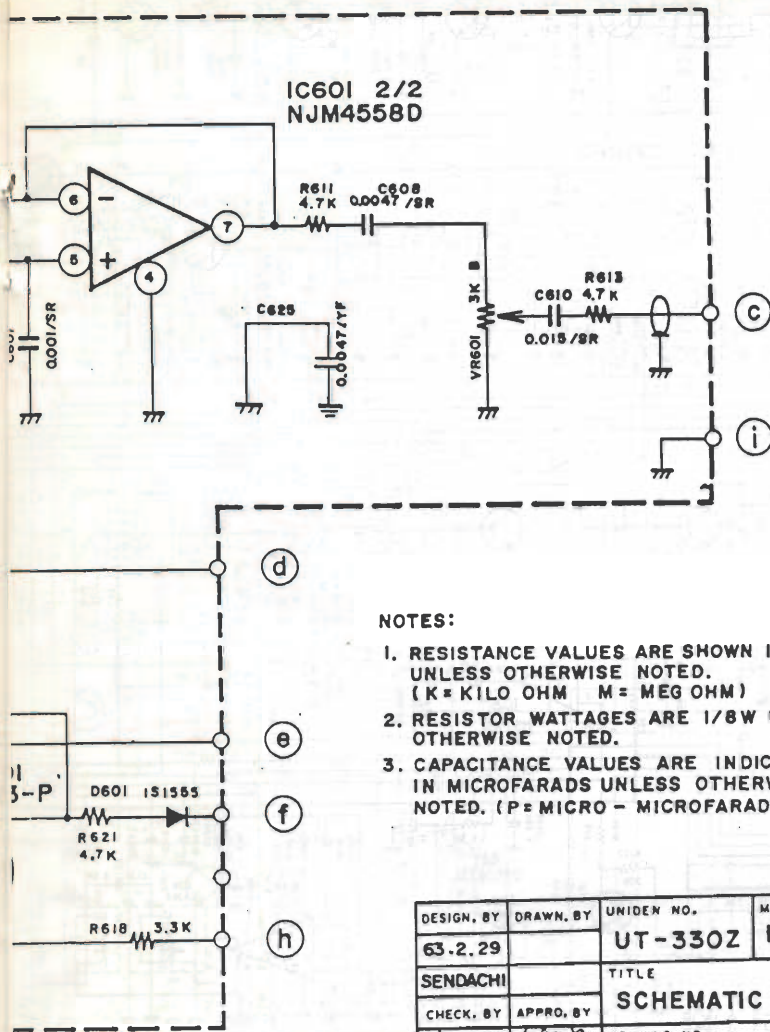 IC601 2/2
NJM4558D
6
-
R611
4.7K
C608
0.0047/SR
7
5
+
4
0.001/SR
C625
0.0047/YF
VR601 3K B
C610
0.015/SR
R613
4.7K
c
i
d
NOTES:
1. RESISTANCE VALUES ARE SHOWN
UNLESS OTHERWISE NOTED.
(K=KILO OHM M=MEG OHM)
2. RESISTOR WATTAGES ARE 1/8W
OTHERWISE NOTED.
3. CAPACITANCE VALUES ARE INDIC
IN MICROFARADS UNLESS OTHERW
NOTED. (P=MICRO-MICROFARAD
e
3-P
D601 1S1555
f
R621
4.7K
R618 3.3K
h
DESIGN. BY DRAWN. BY UNIDEN NO. M
63.2.29 UT-330Z
SENDACHI TITLE
CHECK. BY APPRO. BY SCHEMATIC